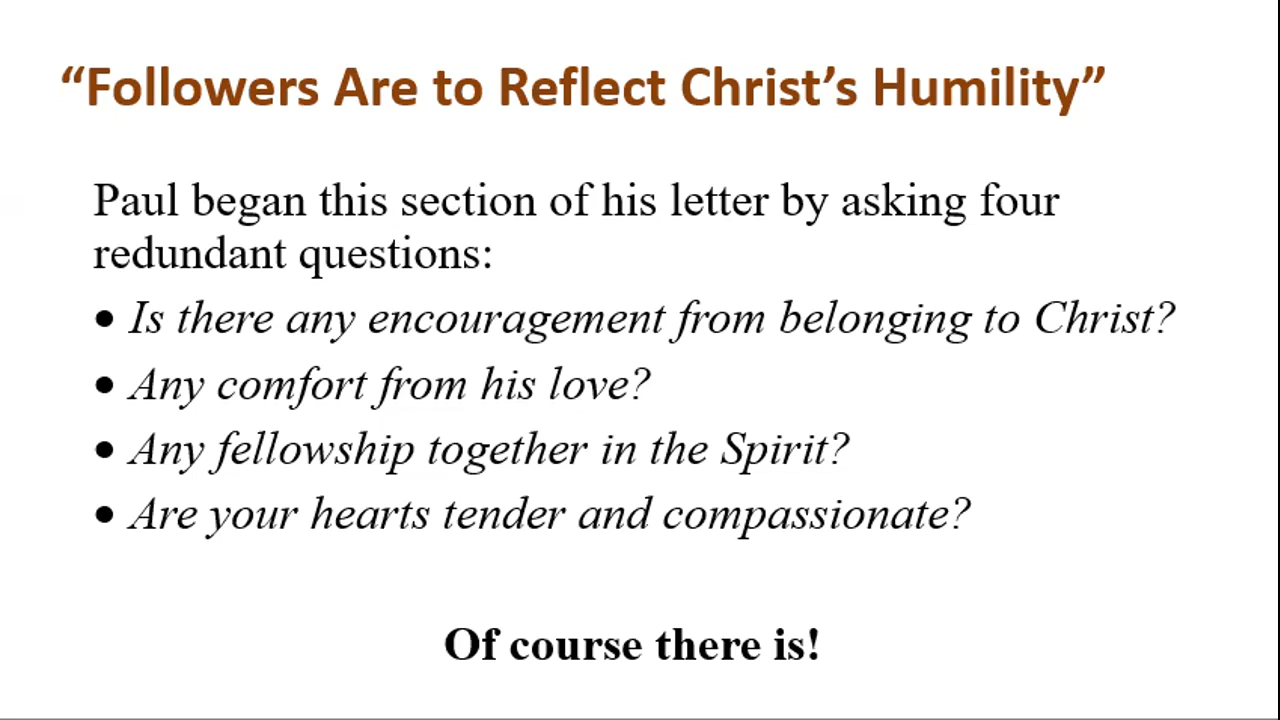 “Followers Are to Reflect Christ’s Humility”
Paul began this section of his letter by asking four
redundant questions:
• Is there any encouragement from belonging to Christ?
• Any comfort from his love?
• Any fellowship together in the Spirit?
• Are your hearts tender and compassionate?
Of course there is!